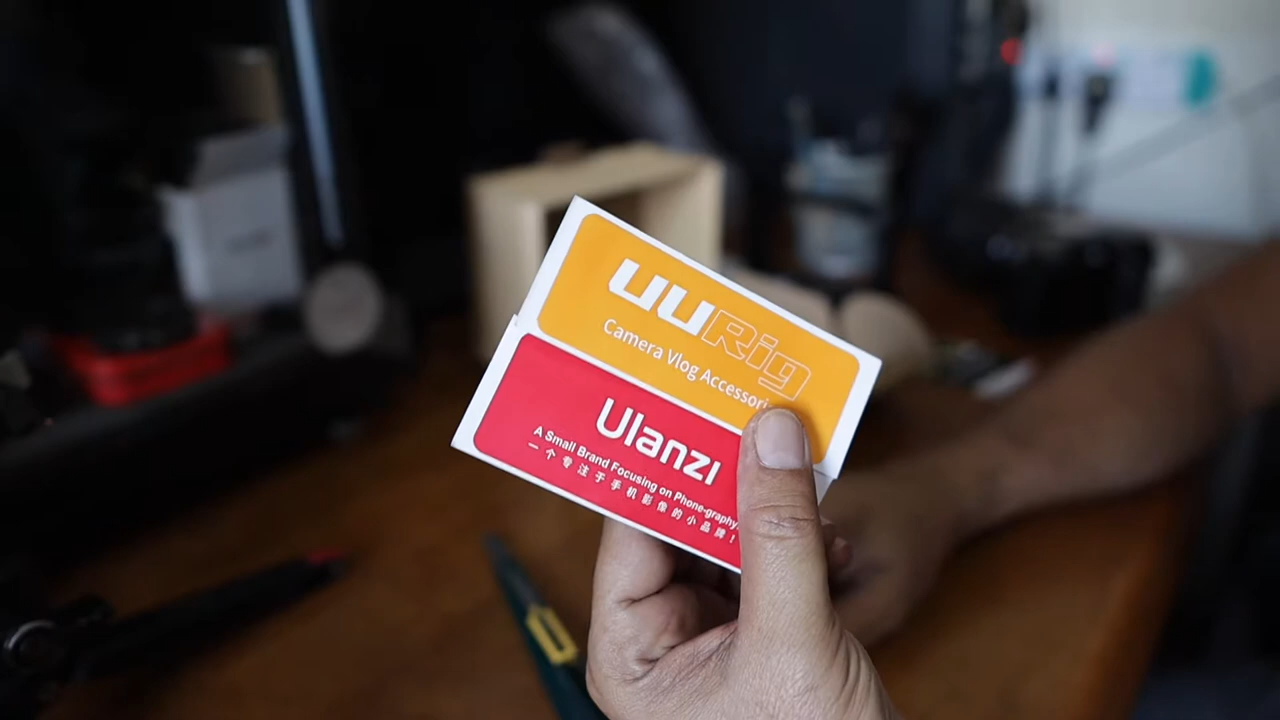 UURig
Camera Vlog Accessori
Ulanzi
A Small Brand Focusing on Phone-graphy
一个专注于手机影像的小品牌！